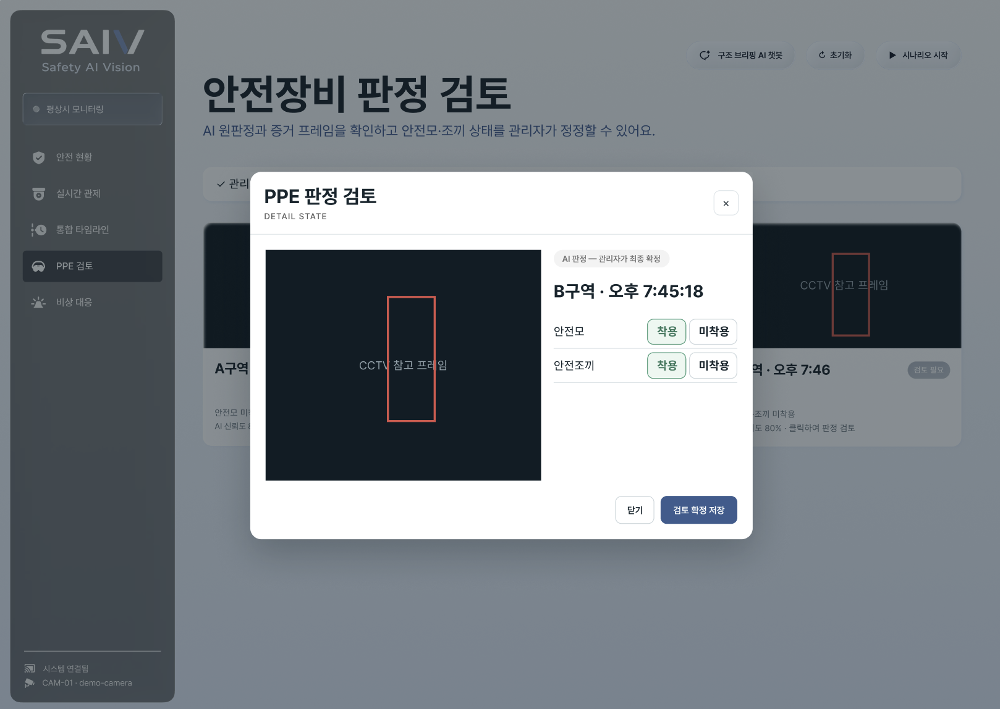 SAIV
Safety AI Vision
평상시 모니터링
안전 현황
실시간 관제
통합 타임라인
PPE 검토
비상 대응
시스템 연결됨
CAM-01 · demo-camera
구조 브리핑 AI 챗봇
초기화
시나리오 시작
안전장비 판정 검토
AI 원판정과 증거 프레임을 확인하고 안전모·조끼 상태를 관리자가 정정할 수 있어요.
✓ 관리
A구역
안전모 미
AI 신뢰도
PPE 판정 검토
DETAIL STATE
×
CCTV 참고 프레임
AI 판정 — 관리자가 최종 확정
B구역 · 오후 7:45:18
안전모 착용 미착용
안전조끼 착용 미착용
닫기 검토 확정 저장
CCTV 참고 프레임
역 · 오후 7:46
검토 필요
·조끼 미착용
도 80% · 클릭하여 판정 검토